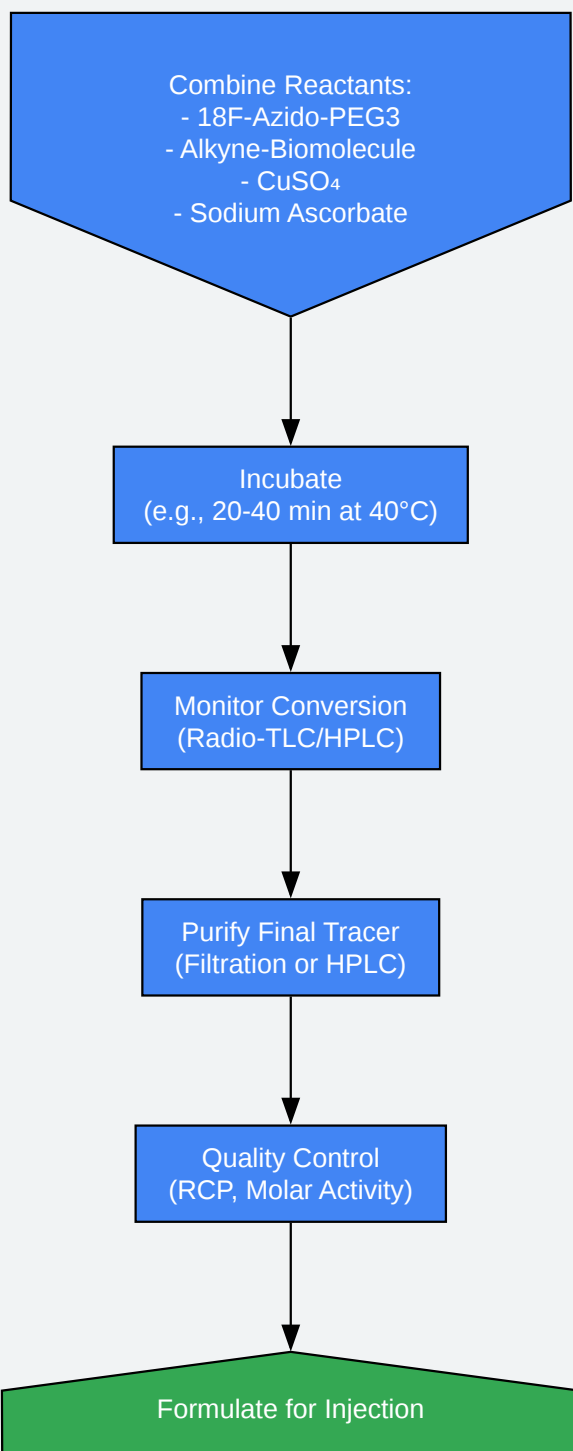 Combine Reactants:
- 18F-Azido-PEG3
- Alkyne-Biomolecule
- CuSO₄
- Sodium Ascorbate
Incubate
(e.g., 20-40 min at 40°C)
Monitor Conversion
(Radio-TLC/HPLC)
Purify Final Tracer
(Filtration or HPLC)
Quality Control
(RCP, Molar Activity)
Formulate for Injection